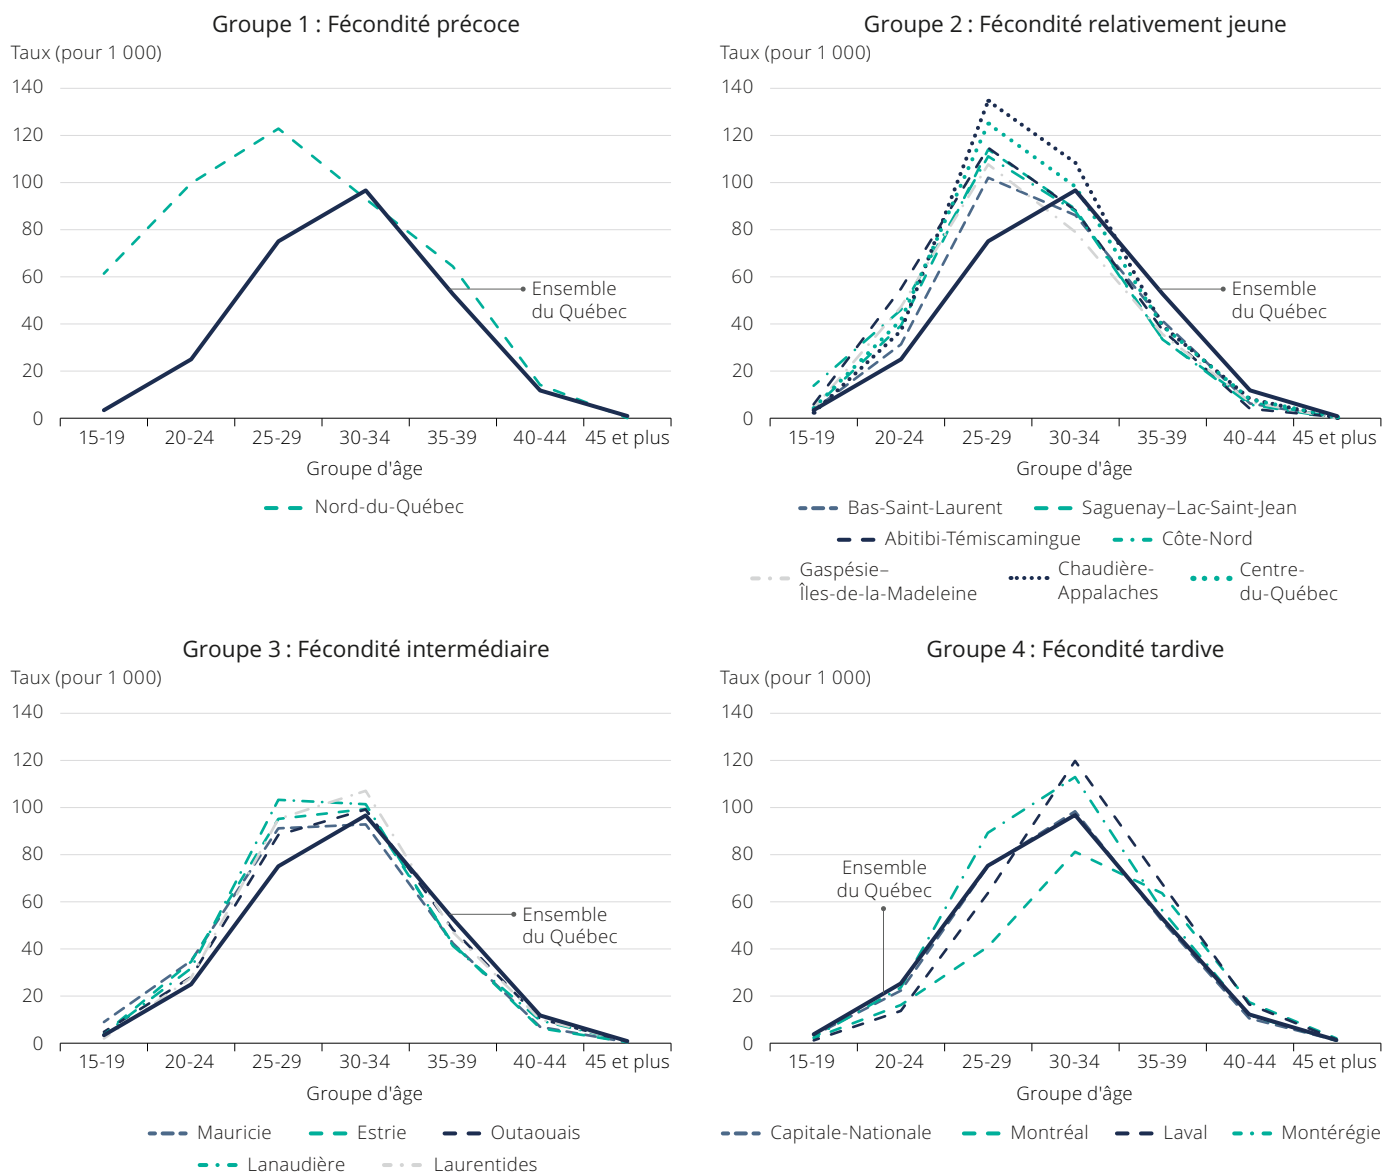 Groupe 1 : Fécondité précoce
Taux (pour 1 000)
140
120
100
80
60
40
20
0
Ensemble
du Québec
15-19 20-24 25-29 30-34 35-39 40-44 45 et plus
Groupe d'âge
Nord-du-Québec
Groupe 2 : Fécondité relativement jeune
Taux (pour 1 000)
140
120
100
80
60
40
20
0
Ensemble
du Québec
15-19 20-24 25-29 30-34 35-39 40-44 45 et plus
Groupe d'âge
Bas-Saint-Laurent Saguenay–Lac-Saint-Jean
Abitibi-Témiscamingue Côte-Nord
Gaspésie–
Îles-de-la-Madeleine
Chaudière-
Appalaches
Centre-
du-Québec
Groupe 3 : Fécondité intermédiaire
Taux (pour 1 000)
140
120
100
80
60
40
20
0
Ensemble
du Québec
15-19 20-24 25-29 30-34 35-39 40-44 45 et plus
Groupe d'âge
Mauricie Estrie Outaouais
Lanaudière Laurentides
Groupe 4 : Fécondité tardive
Taux (pour 1 000)
140
120
100
80
60
40
20
0
Ensemble
du Québec
15-19 20-24 25-29 30-34 35-39 40-44 45 et plus
Groupe d'âge
Capitale-Nationale Montréal Laval Montérégie